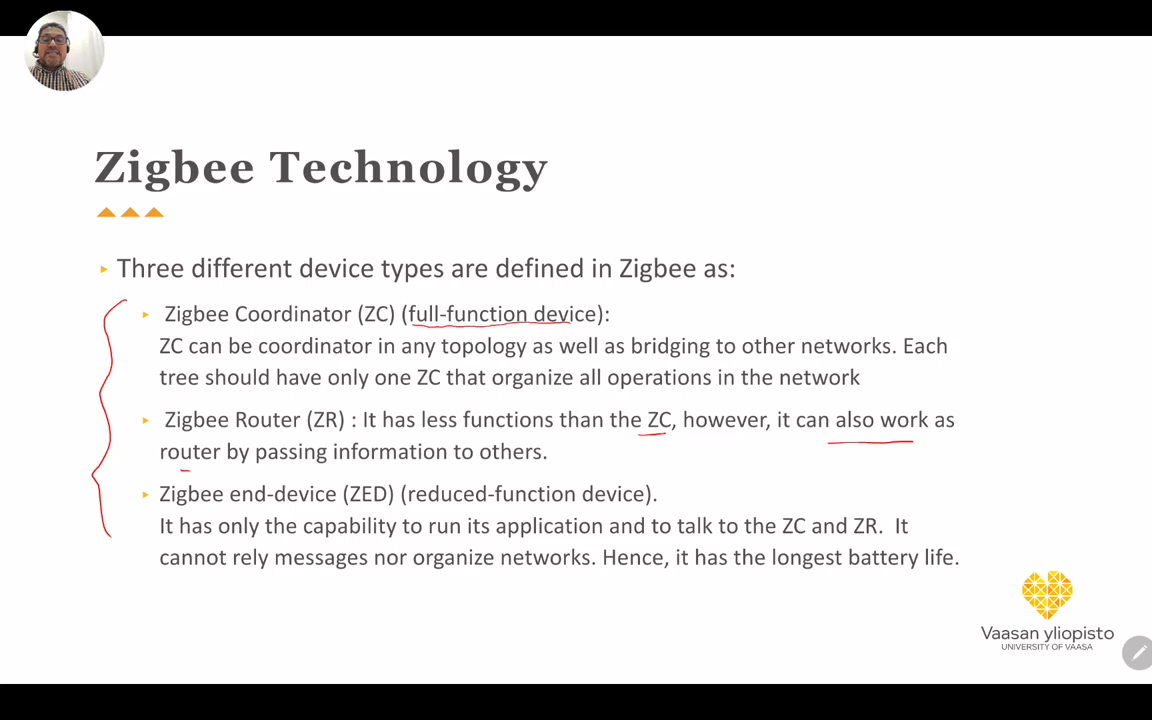 Zigbee Technology
Three different device types are defined in Zigbee as:
Zigbee Coordinator (ZC) (full-function device):
ZC can be coordinator in any topology as well as bridging to other networks. Each
tree should have only one ZC that organize all operations in the network
Zigbee Router (ZR) : It has less functions than the ZC, however, it can also work as
router by passing information to others.
Zigbee end-device (ZED) (reduced-function device).
It has only the capability to run its application and to talk to the ZC and ZR. It
cannot rely messages nor organize networks. Hence, it has the longest battery life.
Vaasan yliopisto
UNIVERSITY OF VAASA